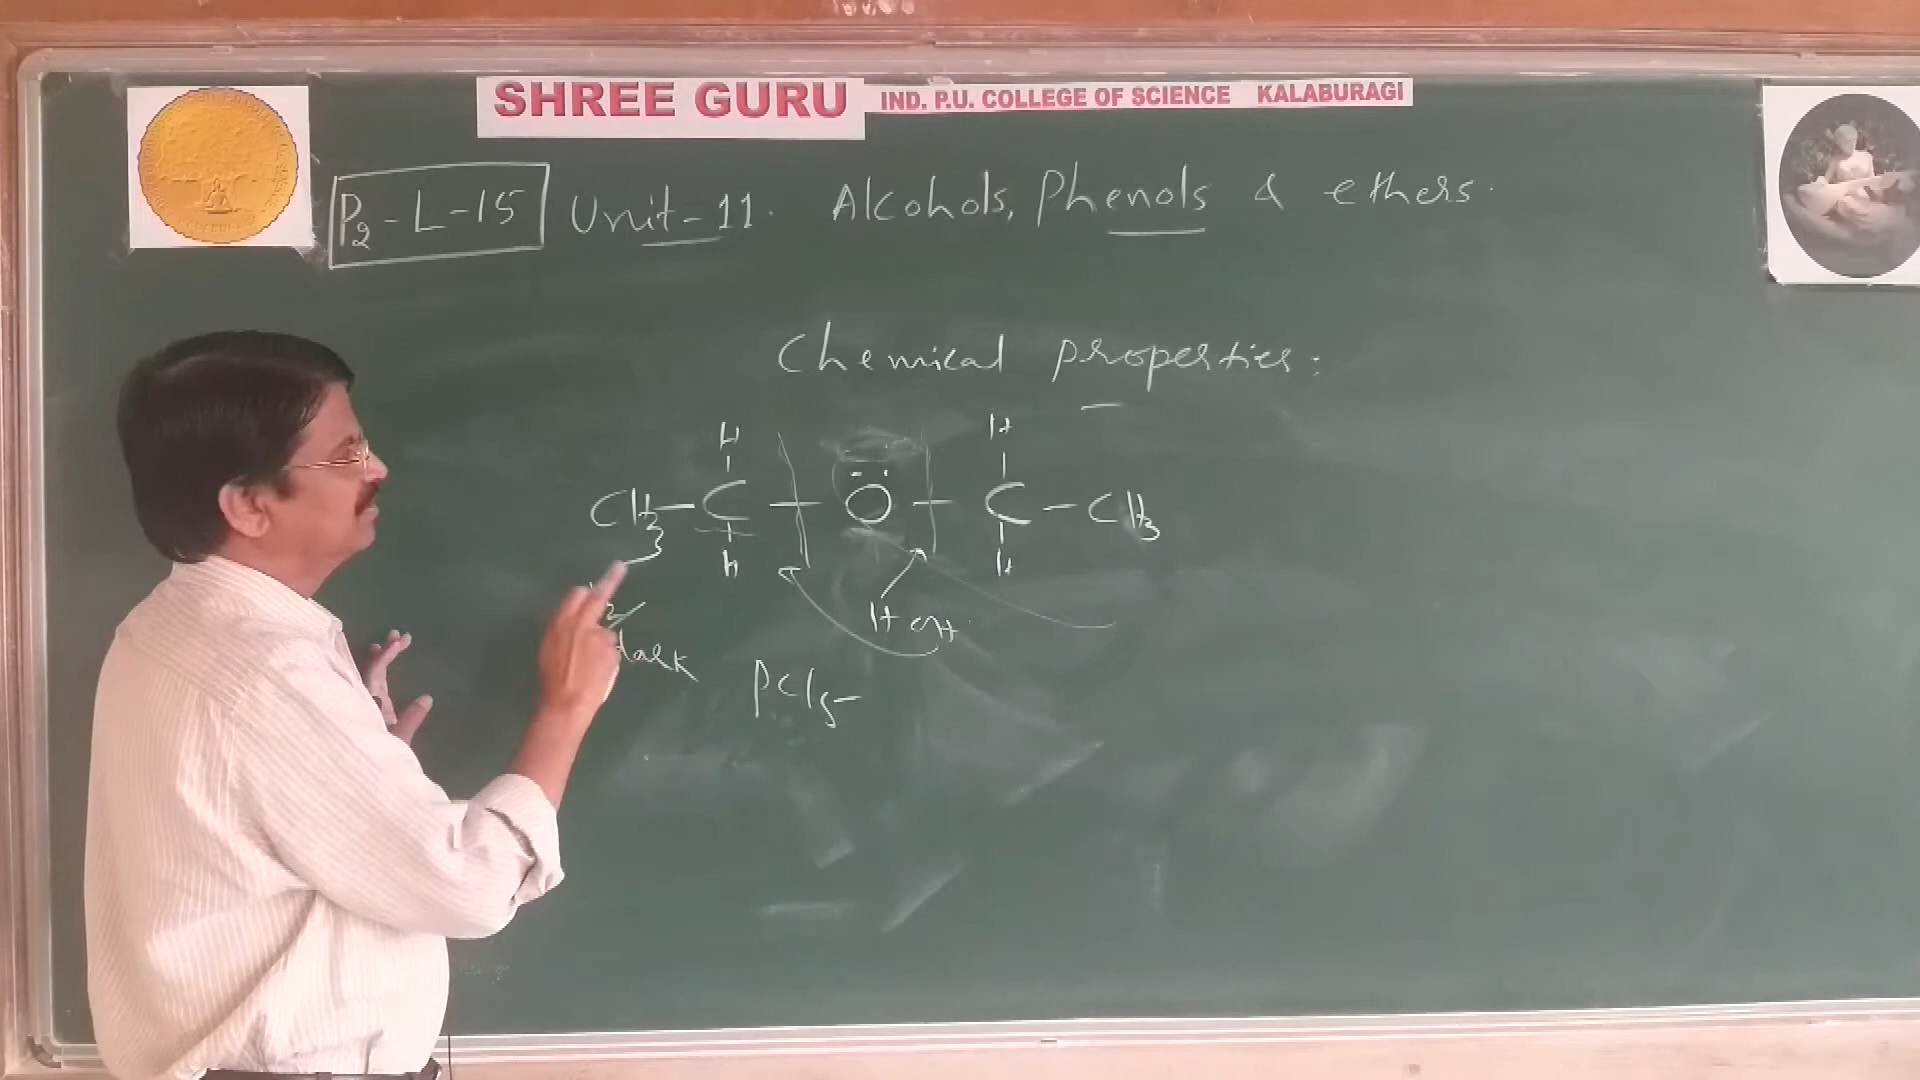 SHREE GURU IND. P.U. COLLEGE OF SCIENCE KALABURAGI
P2-L-15 Unit-11. Alcohols, Phenols & ethers.
Chemical properties:
H H
CH3-C-O-C-CH3
H H
dark
PCl5-